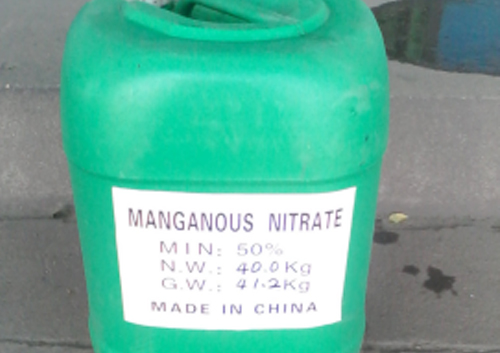 MANGANOUS NITRATE
MIN: 50%
N.W.: 40.0Kg
G.W.: 41.2Kg
MADE IN CHINA